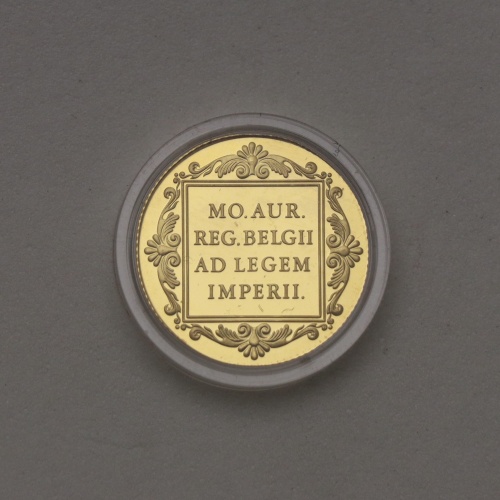 MO.AUR.
REG.BELGII
AD LEGEM
IMPERII.